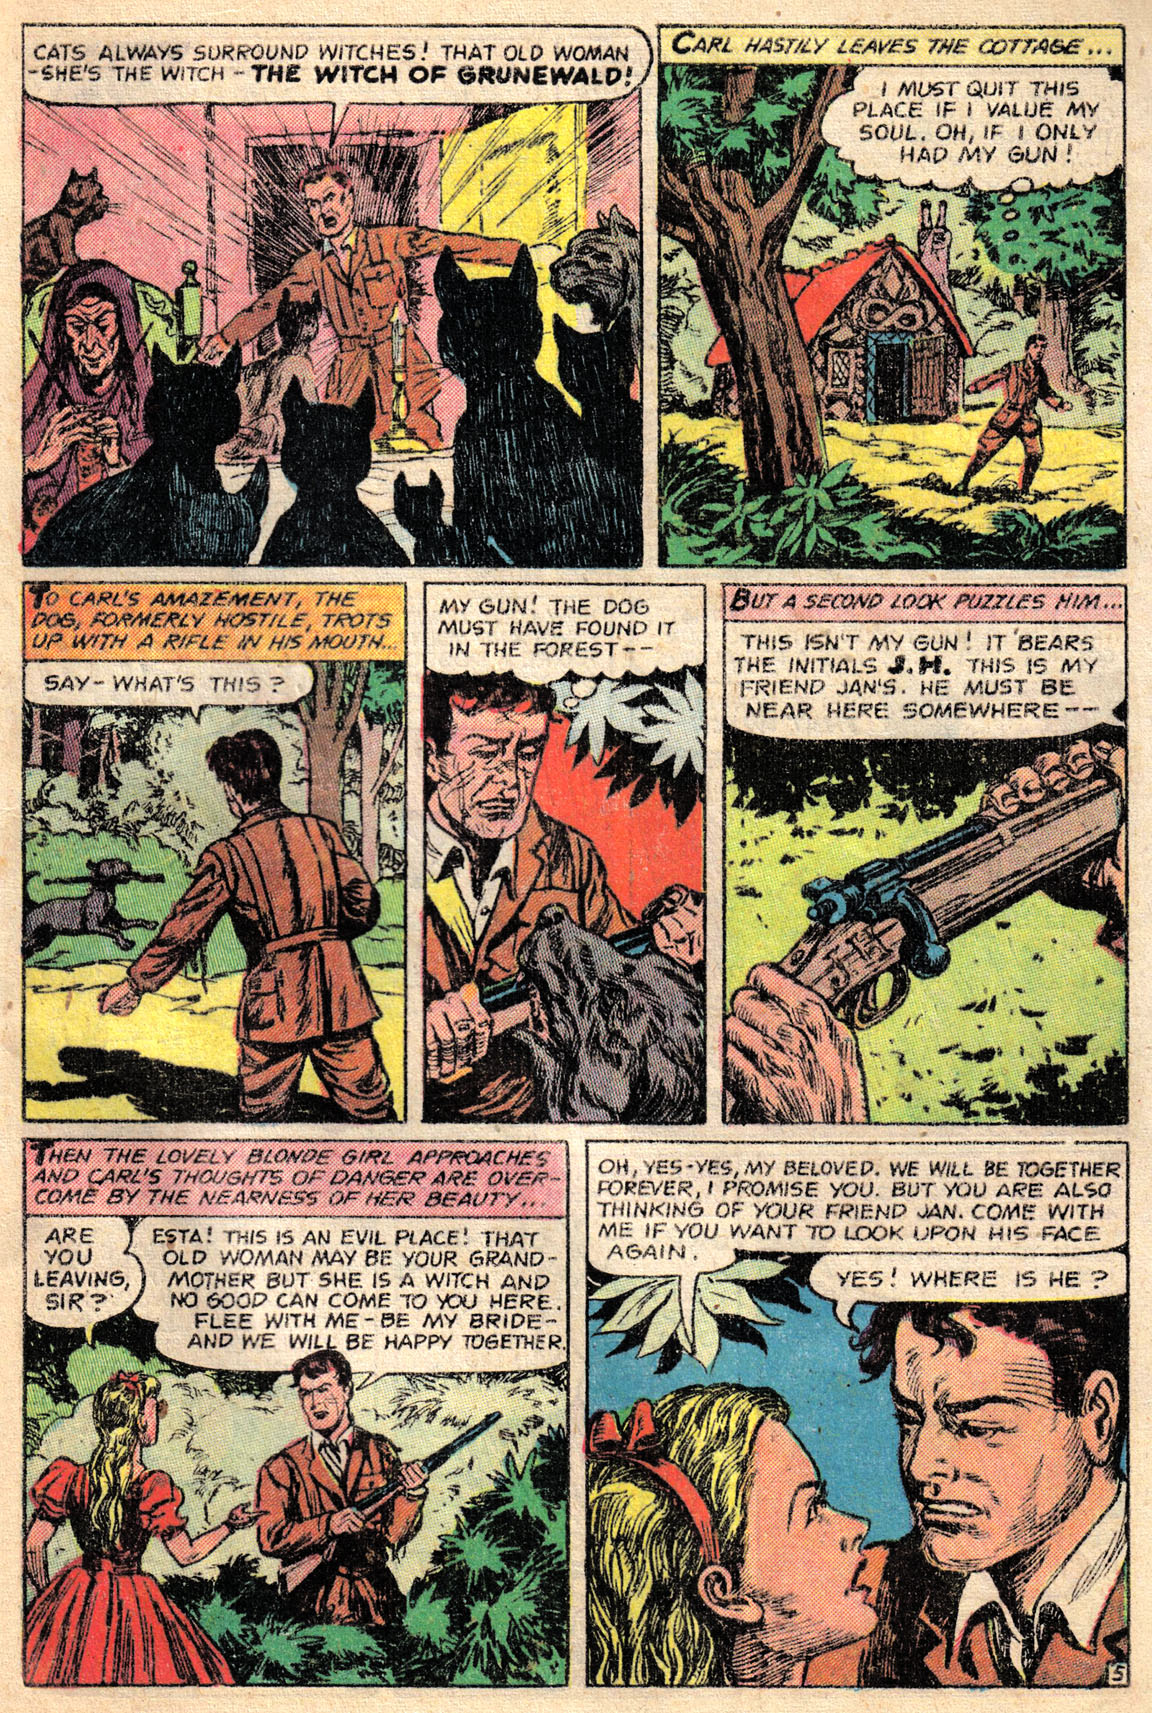 CATS ALWAYS SURROUND WITCHES! THAT OLD WOMAN
-SHE'S THE WITCH - THE WITCH OF GRUNEWALD!
CARL HASTILY LEAVES THE COTTAGE...
I MUST QUIT THIS
PLACE IF I VALUE MY
SOUL. OH, IF I ONLY
HAD MY GUN!
TO CARL'S AMAZEMENT, THE
DOG, FORMERLY HOSTILE, TROTS
UP WITH A RIFLE IN HIS MOUTH...
SAY - WHAT'S THIS?
MY GUN! THE DOG
MUST HAVE FOUND IT
IN THE FOREST--
BUT A SECOND LOOK PUZZLES HIM...
THIS ISN'T MY GUN! IT BEARS
THE INITIALS J.H. THIS IS MY
FRIEND JAN'S. HE MUST BE
NEAR HERE SOMEWHERE--
J-H
THEN THE LOVELY BLONDE GIRL APPROACHES
AND CARL'S THOUGHTS OF DANGER ARE OVER-
COME BY THE NEARNESS OF HER BEAUTY...
ARE
YOU
LEAVING,
SIR?
ESTA! THIS IS AN EVIL PLACE! THAT
OLD WOMAN MAY BE YOUR GRAND-
MOTHER BUT SHE IS A WITCH AND
NO GOOD CAN COME TO YOU HERE.
FLEE WITH ME - BE MY BRIDE-
AND WE WILL BE HAPPY TOGETHER.
OH, YES-YES, MY BELOVED. WE WILL BE TOGETHER
FOREVER, I PROMISE YOU. BUT YOU ARE ALSO
THINKING OF YOUR FRIEND JAN. COME WITH
ME IF YOU WANT TO LOOK UPON HIS FACE
AGAIN.
YES! WHERE IS HE?
5